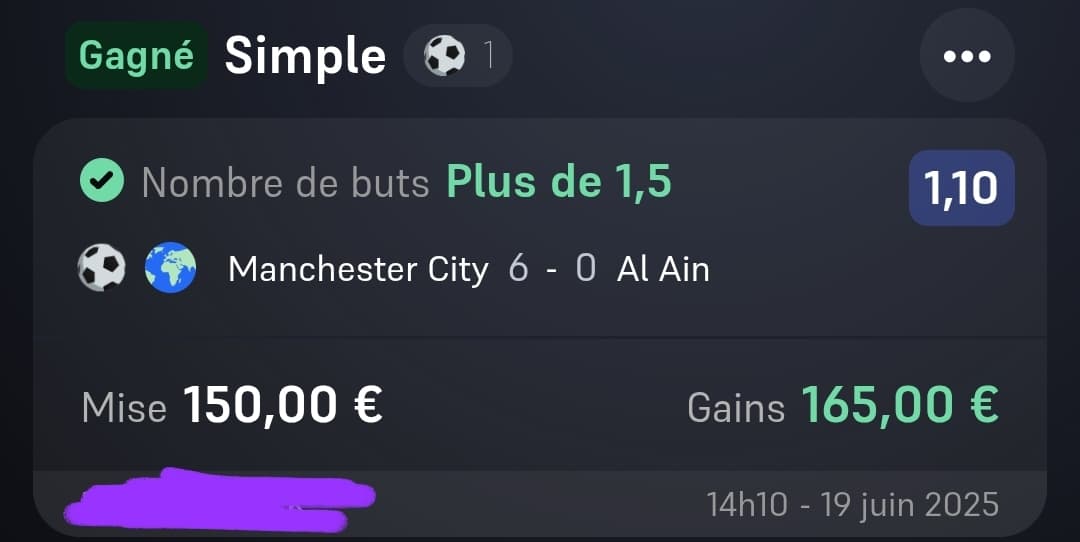 Gagné Simple 1
Nombre de buts Plus de 1,5 1,10
Manchester City 6 - 0 Al Ain
Mise 150,00 € Gains 165,00 €
14h10 - 19 juin 2025